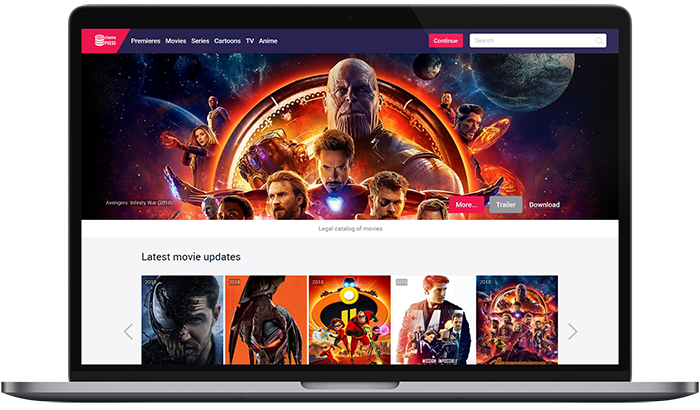 cinema
PRESS
Premieres Movies Series Cartoons TV Anime
Continue
Search
Avengers: Infinity War (2018)
More...
Trailer
Download
Legal catalog of movies
Latest movie updates
2018
2018
2018
2018
2018
MISSION: IMPOSSIBLE